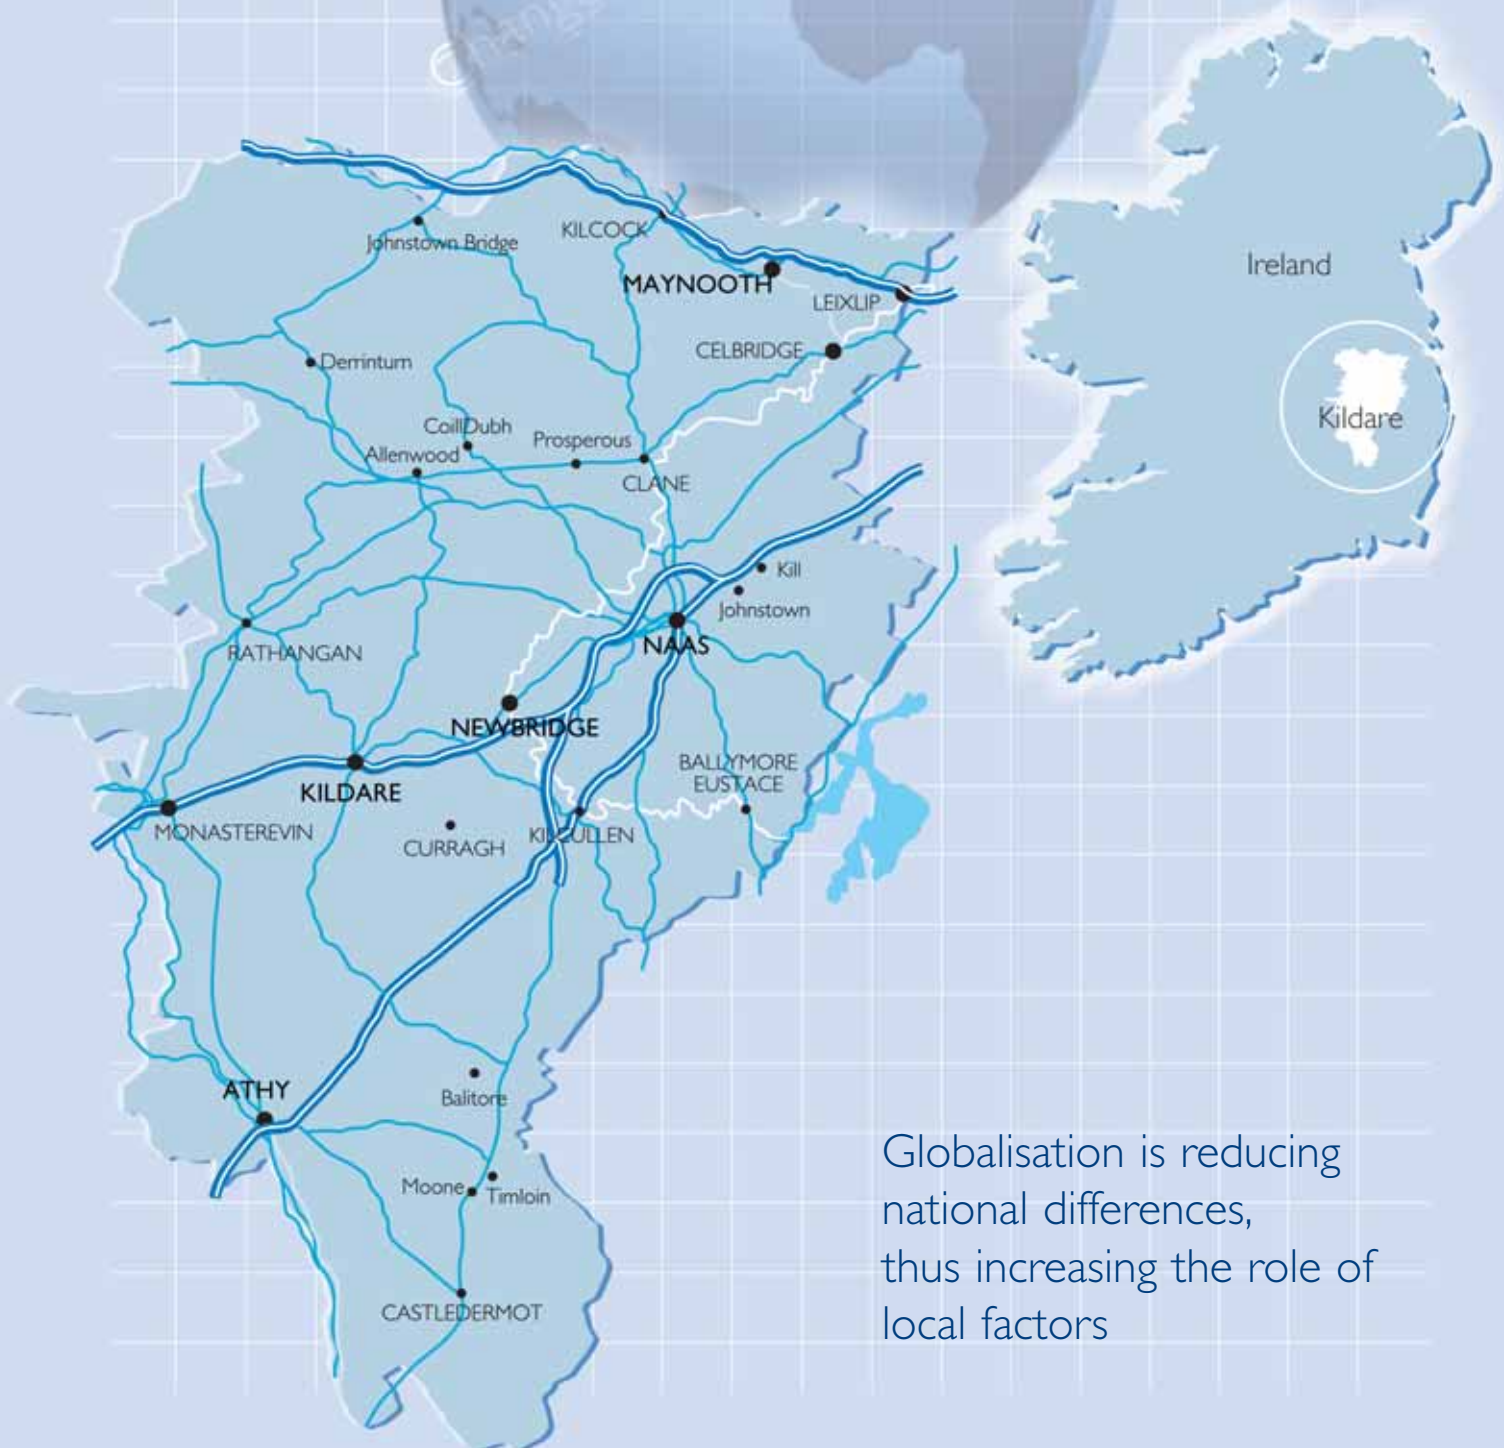 Change
Johnstown Bridge
KILCOCK
MAYNOOTH
LEIXLIP
CELBRIDGE
Derrinturn
CoillDubh
Allenwood
Prosperous
CLANE
Kill
Johnstown
NAAS
RATHANGAN
NEWBRIDGE
KILDARE
BALLYMORE
EUSTACE
MONASTEREVIN
CURRAGH
KILCULLEN
ATHY
Balitore
Moone
Timloin
CASTLEDERMOT
Ireland
Kildare
Globalisation is reducing
national differences,
thus increasing the role of
local factors